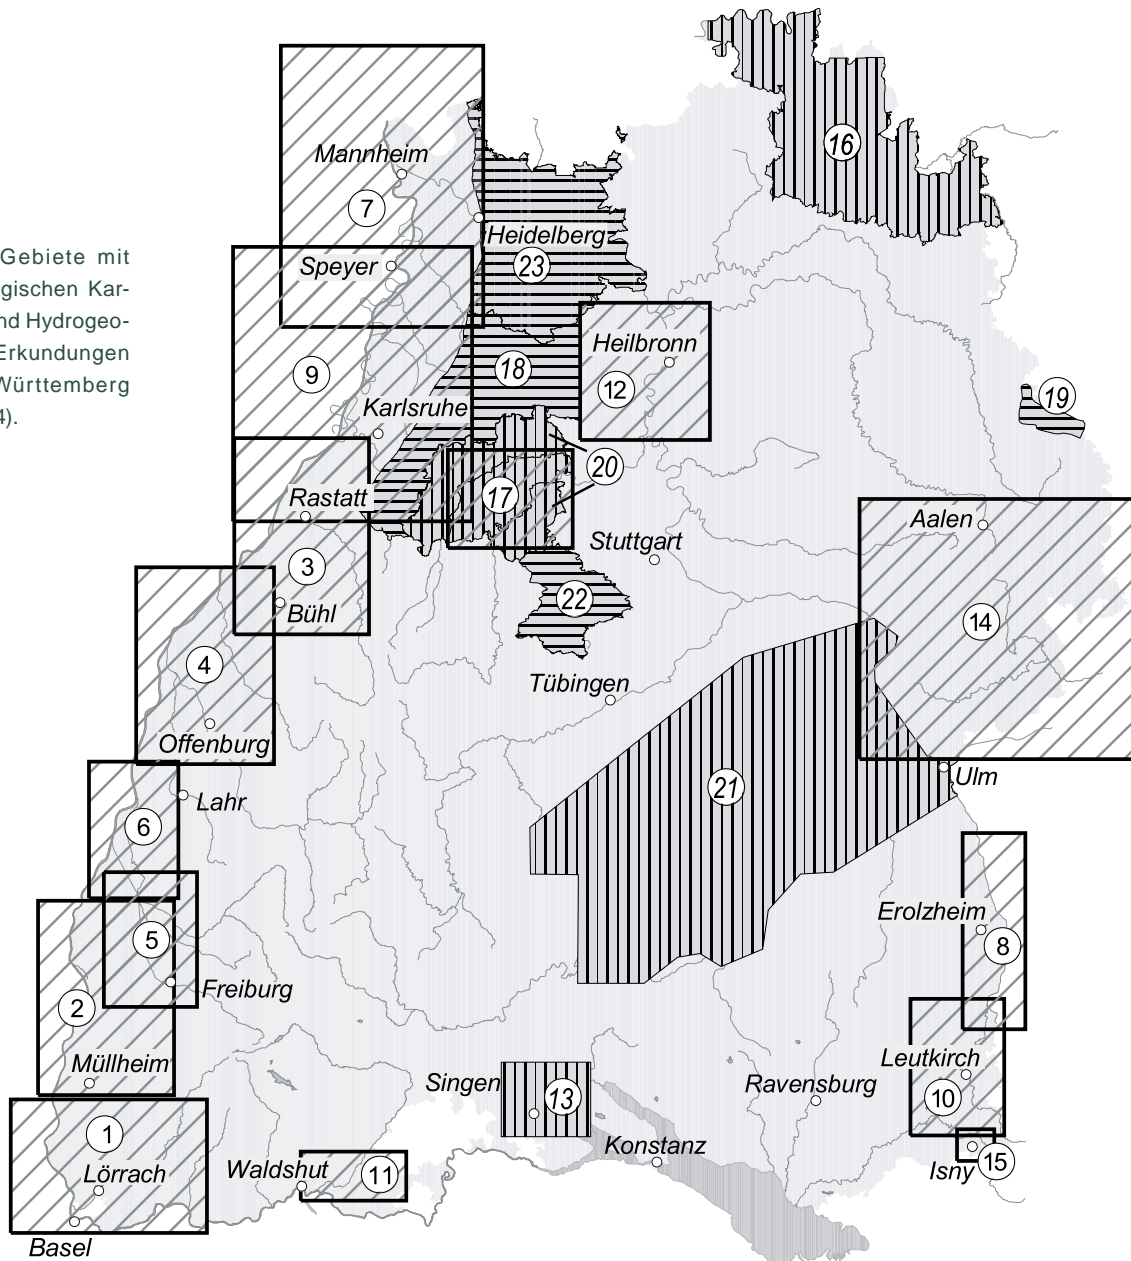 Gebiete mit
gischen Kar-
nd Hydrogeo-
Erkundungen
Württemberg
4).
16
Mannheim
7
Heidelberg
Speyer
23
Heilbronn
9
18
12
19
Karlsruhe
20
Rastatt
17
Aalen
Stuttgart
3
22
Bühl
14
4
Tübingen
Offenburg
Ulm
21
Lahr
6
Erolzheim
5
8
Freiburg
2
Müllheim
Leutkirch
Singen
13
Ravensburg
10
1
Konstanz
Lörrach
Waldshut
11
Isny
15
Basel